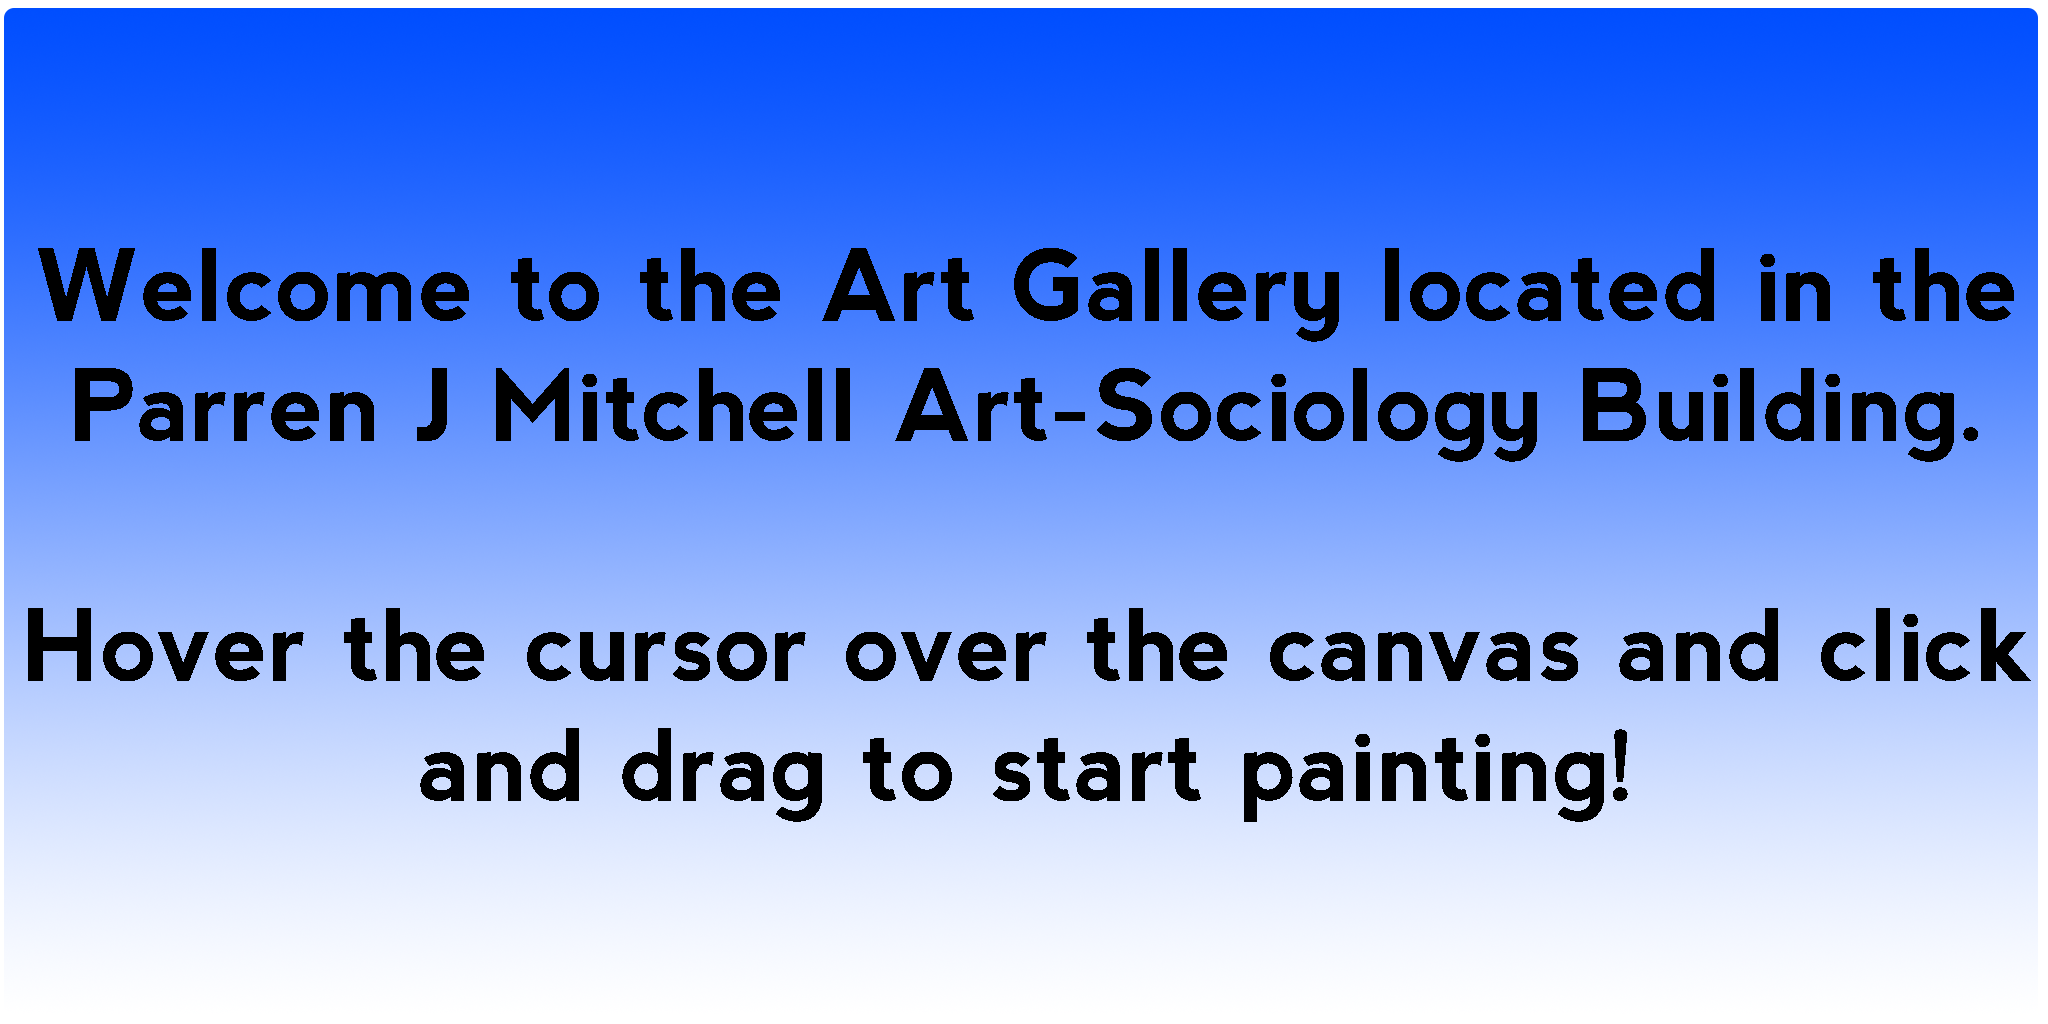 Welcome to the Art Gallery located in the
Parren J Mitchell Art-Sociology Building.
Hover the cursor over the canvas and click
and drag to start painting!